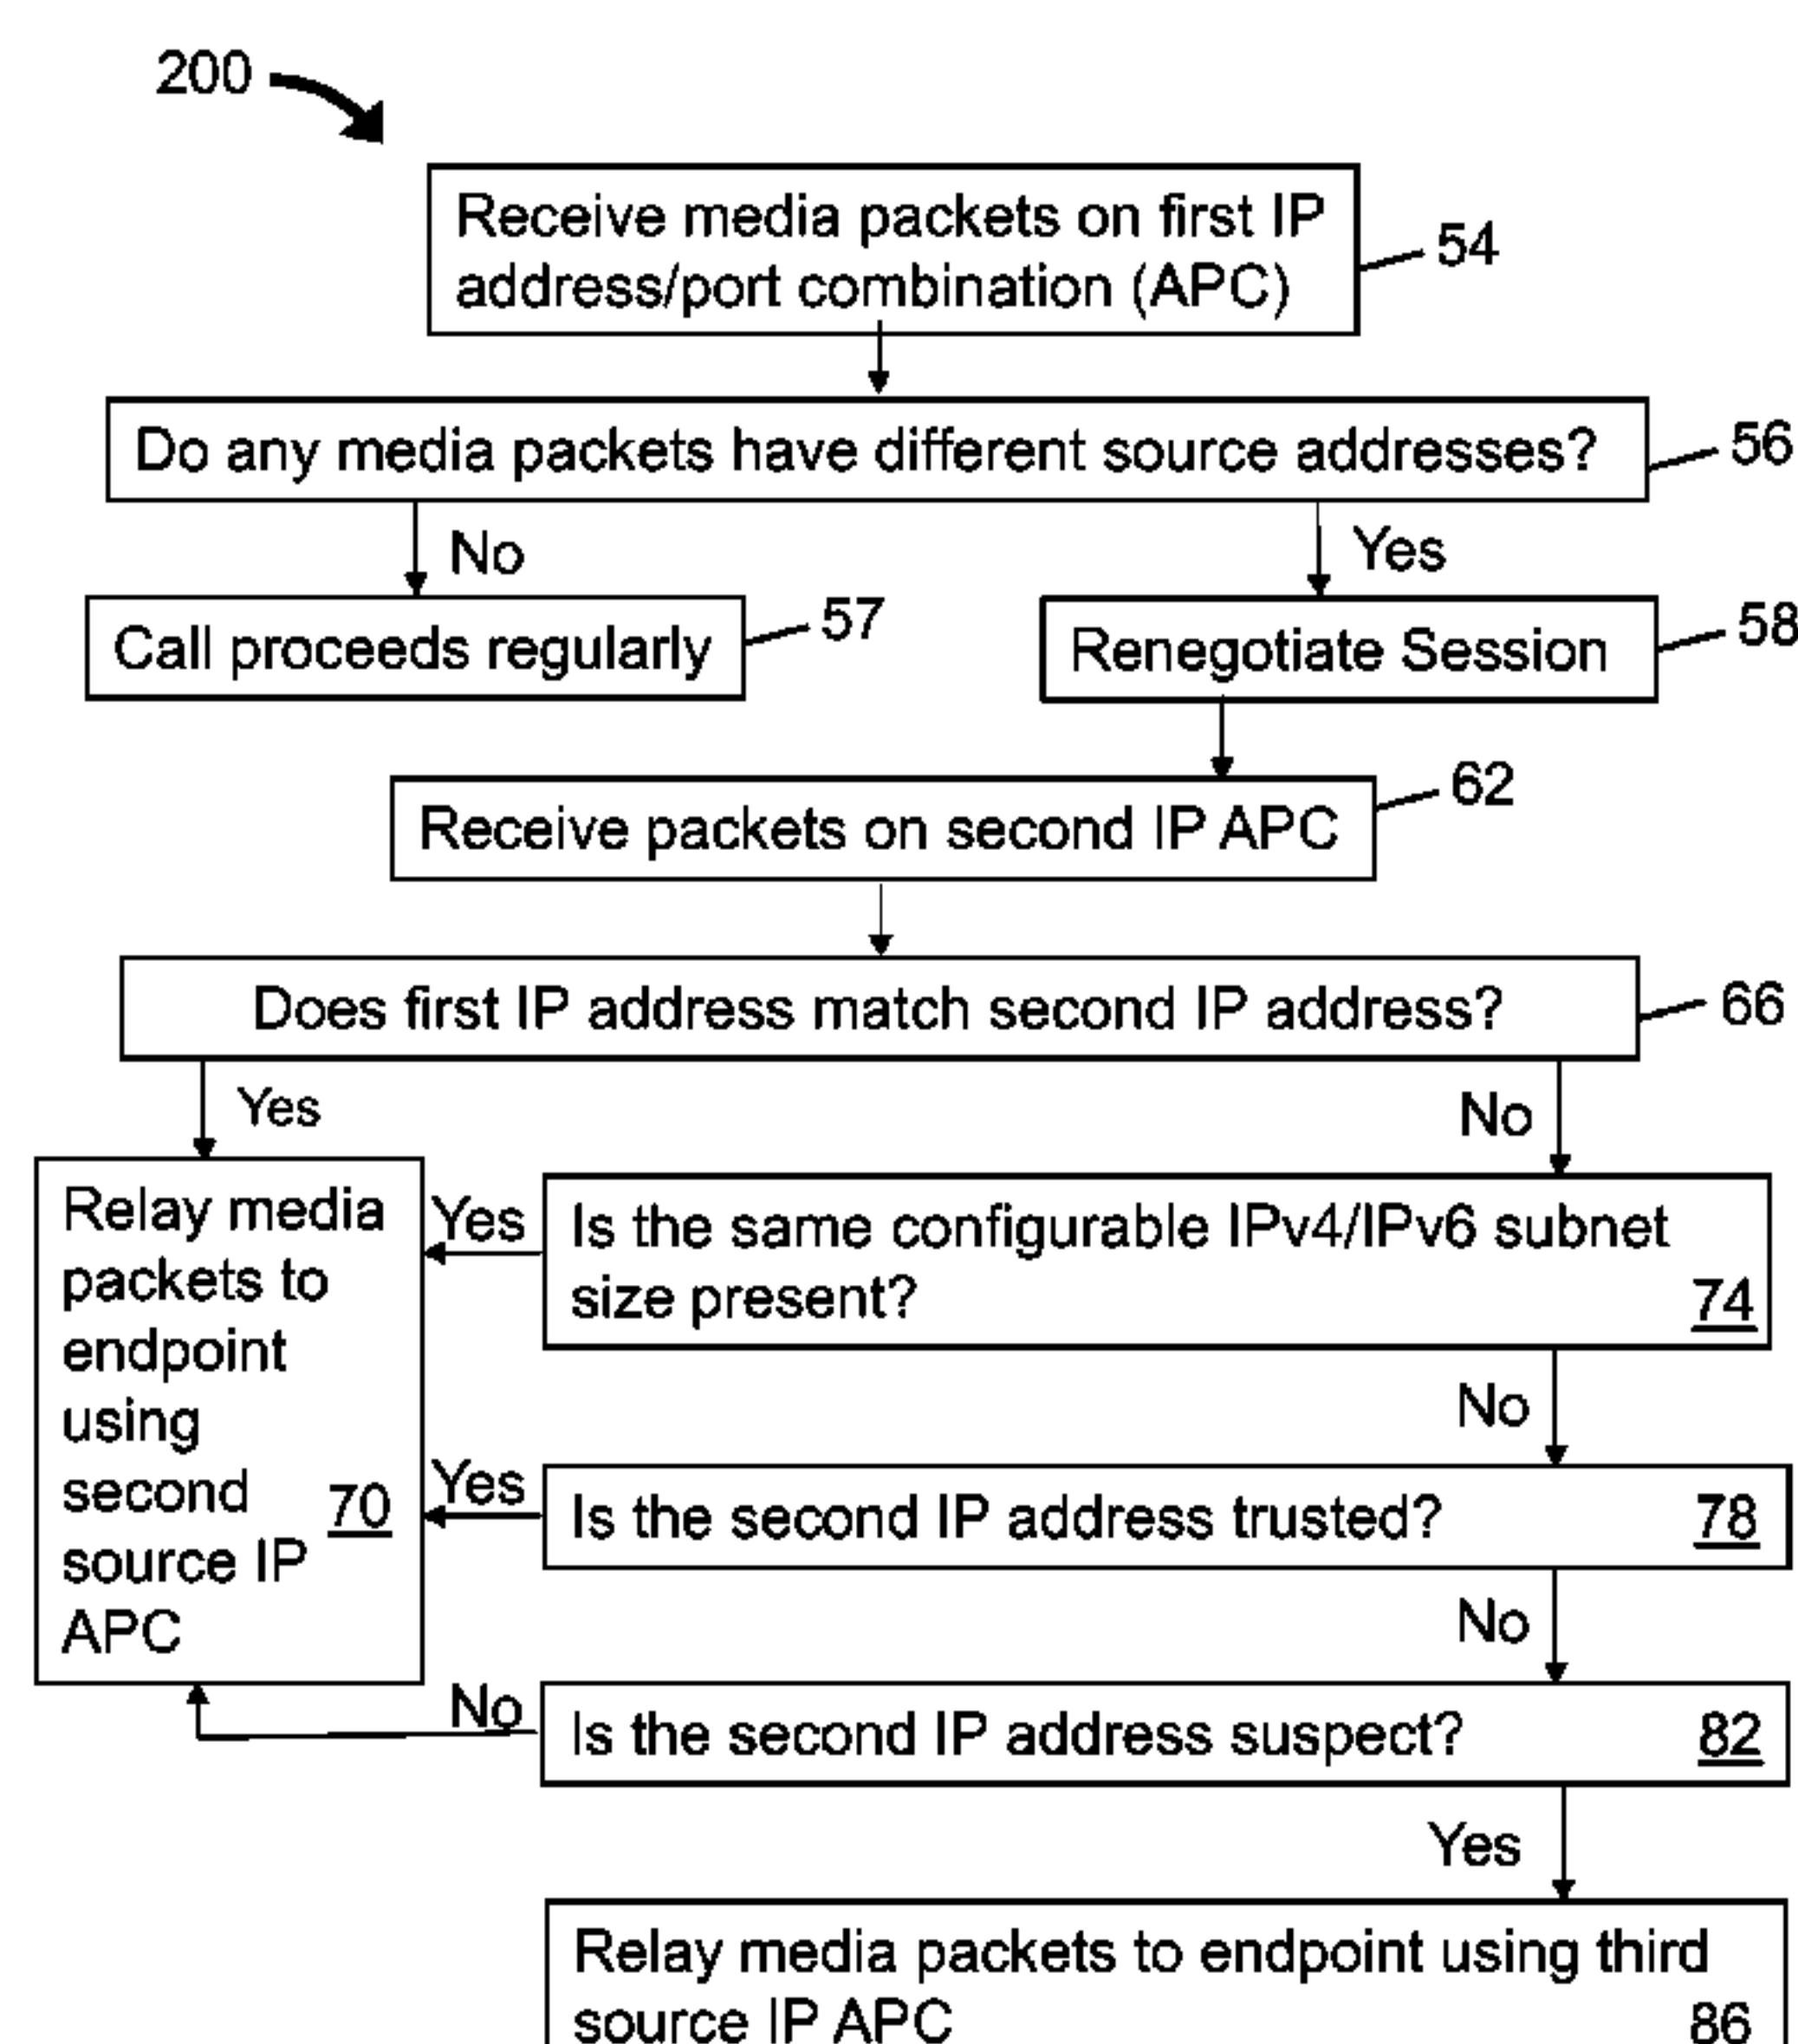 200
Receive media packets on first IP
address/port combination (APC)
54
Do any media packets have different source addresses?
56
No
Yes
Call proceeds regularly
57
Renegotiate Session
58
Receive packets on second IP APC
62
Does first IP address match second IP address?
66
Yes
No
Relay media
packets to
endpoint
using
second
source IP
APC
70
Yes
Is the same configurable IPv4/IPv6 subnet
size present?
74
No
Yes
Is the second IP address trusted?
78
No
No
Is the second IP address suspect?
82
Yes
Relay media packets to endpoint using third
source IP APC
86